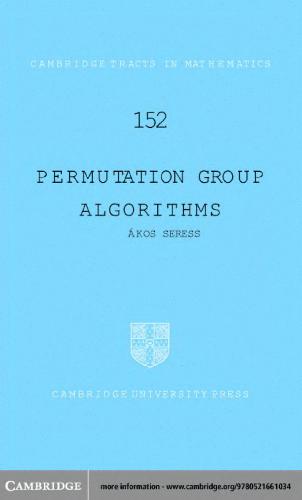 CAMBRIDGE TRACTS IN MATHEMATICS
152
PERMUTATION GROUP
ALGORITHMS
ÁKOS SERESS
CAMBRIDGE UNIVERSITY PRESS
CAMBRIDGE
more information - www.cambridge.org/9780521661034